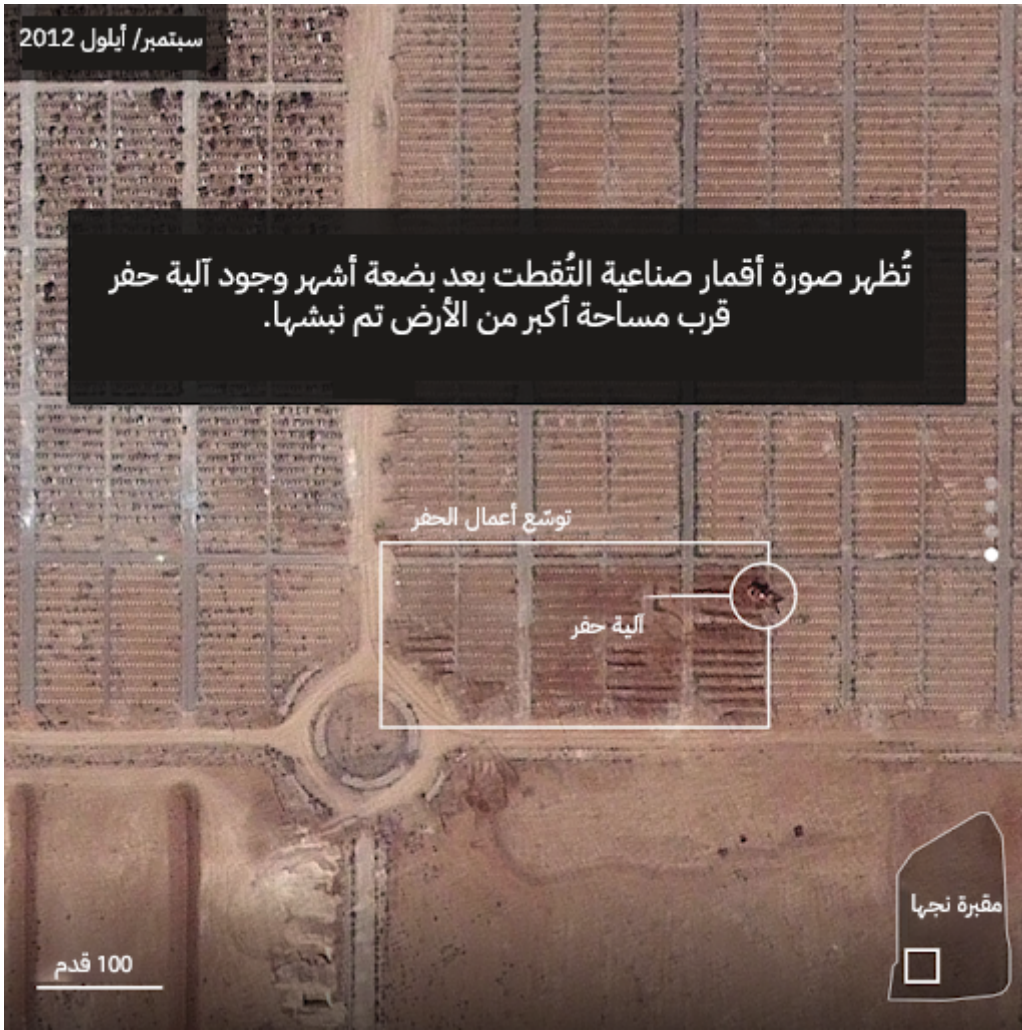 سبتمبر/ أيلول 2012
تُظهر صورة أقمار صناعية التُقطت بعد بضعة أشهر وجود آلية حفر
قرب مساحة أكبر من الأرض تم نبشها.
توسّع أعمال الحفر
آلية حفر
مقبرة نجها
100 قدم